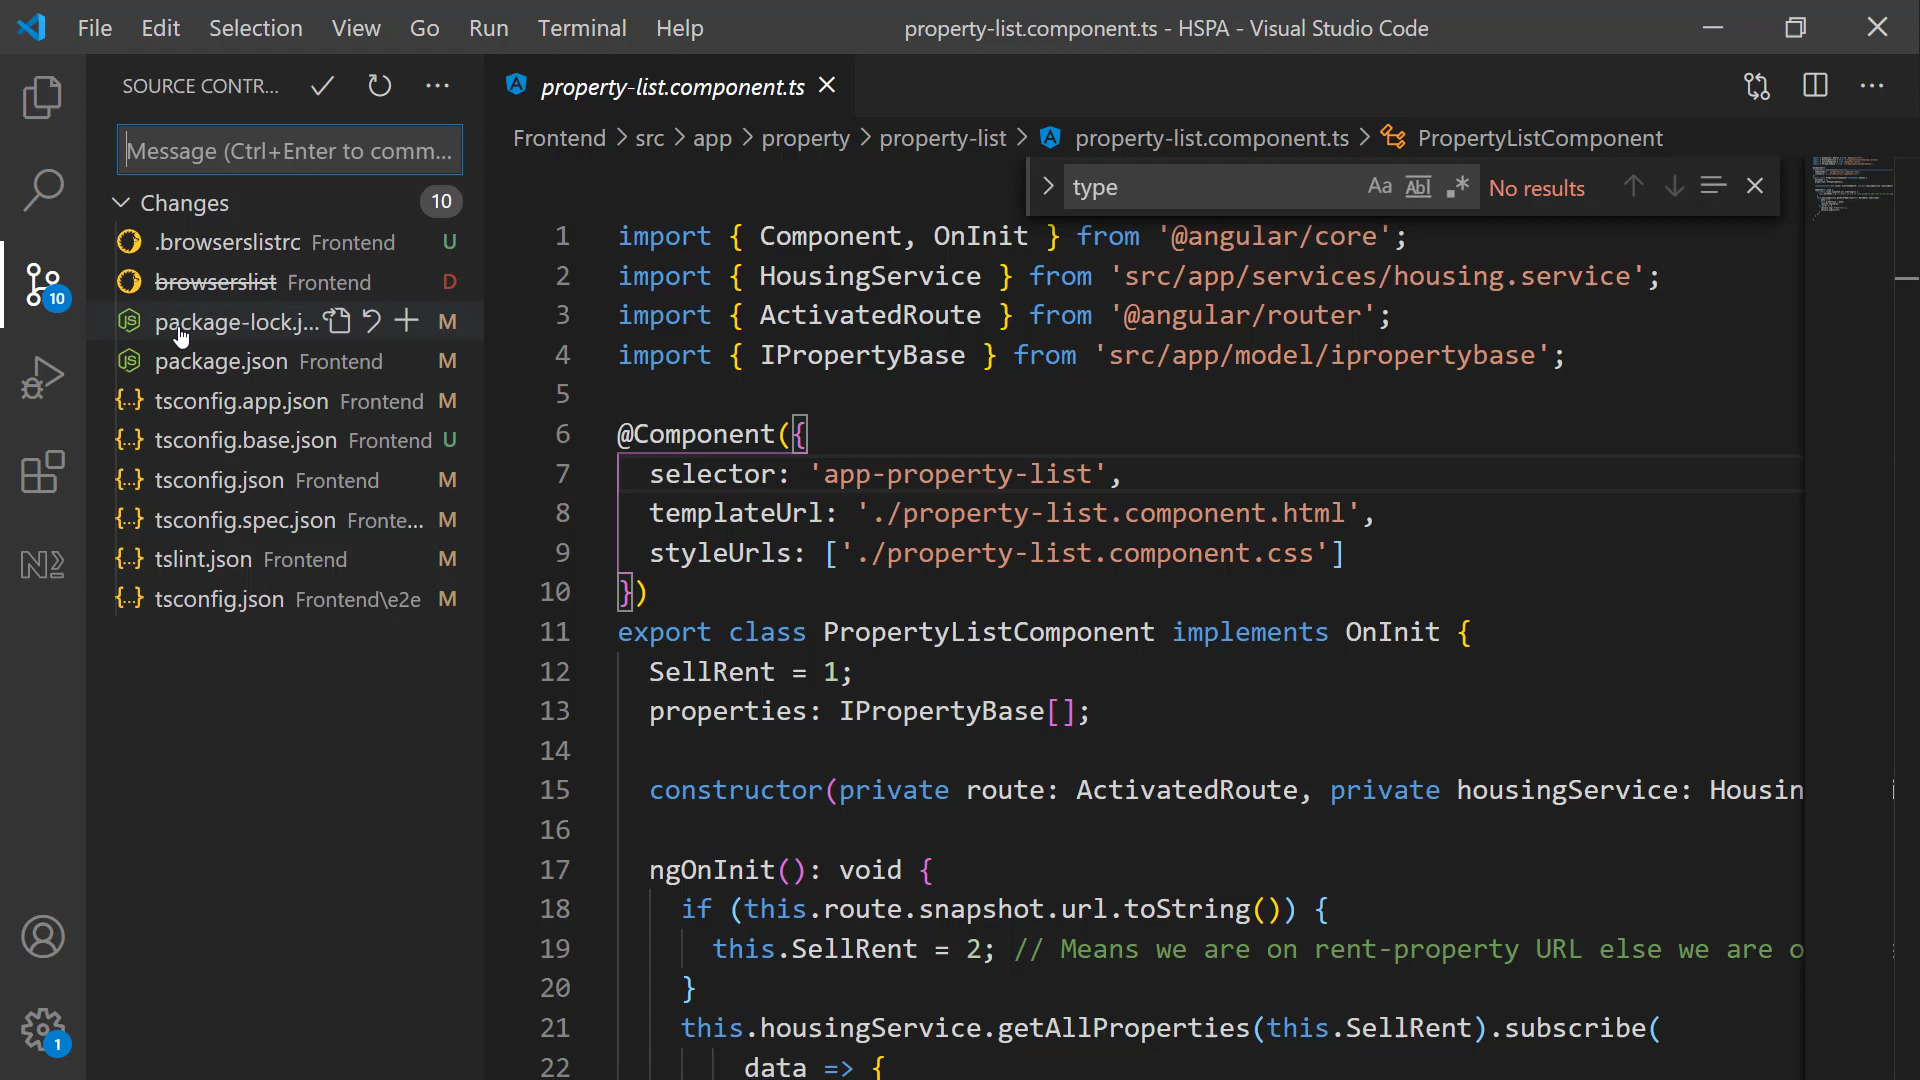 File Edit Selection View Go Run Terminal Help
property-list.component.ts - HSPA - Visual Studio Code
SOURCE CONTR...
Message (Ctrl+Enter to comm...
Changes 10
.browserslistrc Frontend U
browserslist Frontend D
package-lock.j... M
package.json Frontend M
tsconfig.app.json Frontend M
tsconfig.base.json Frontend U
tsconfig.json Frontend M
tsconfig.spec.json Fronte... M
tslint.json Frontend M
tsconfig.json Frontend\e2e M
10
1
property-list.component.ts
Frontend > src > app > property > property-list > property-list.component.ts > PropertyListComponent
type Aa Abl .* No results
1 import { Component, OnInit } from '@angular/core';
2 import { HousingService } from 'src/app/services/housing.service';
3 import { ActivatedRoute } from '@angular/router';
4 import { IPropertyBase } from 'src/app/model/ipropertybase';
5
6 @Component({
7 selector: 'app-property-list',
8 templateUrl: './property-list.component.html',
9 styleUrls: ['./property-list.component.css']
10 })
11 export class PropertyListComponent implements OnInit {
12 SellRent = 1;
13 properties: IPropertyBase[];
14
15 constructor(private route: ActivatedRoute, private housingService: Housin
16
17 ngOnInit(): void {
18 if (this.route.snapshot.url.toString()) {
19 this.SellRent = 2; // Means we are on rent-property URL else we are o
20 }
21 this.housingService.getAllProperties(this.SellRent).subscribe(
22 data => {